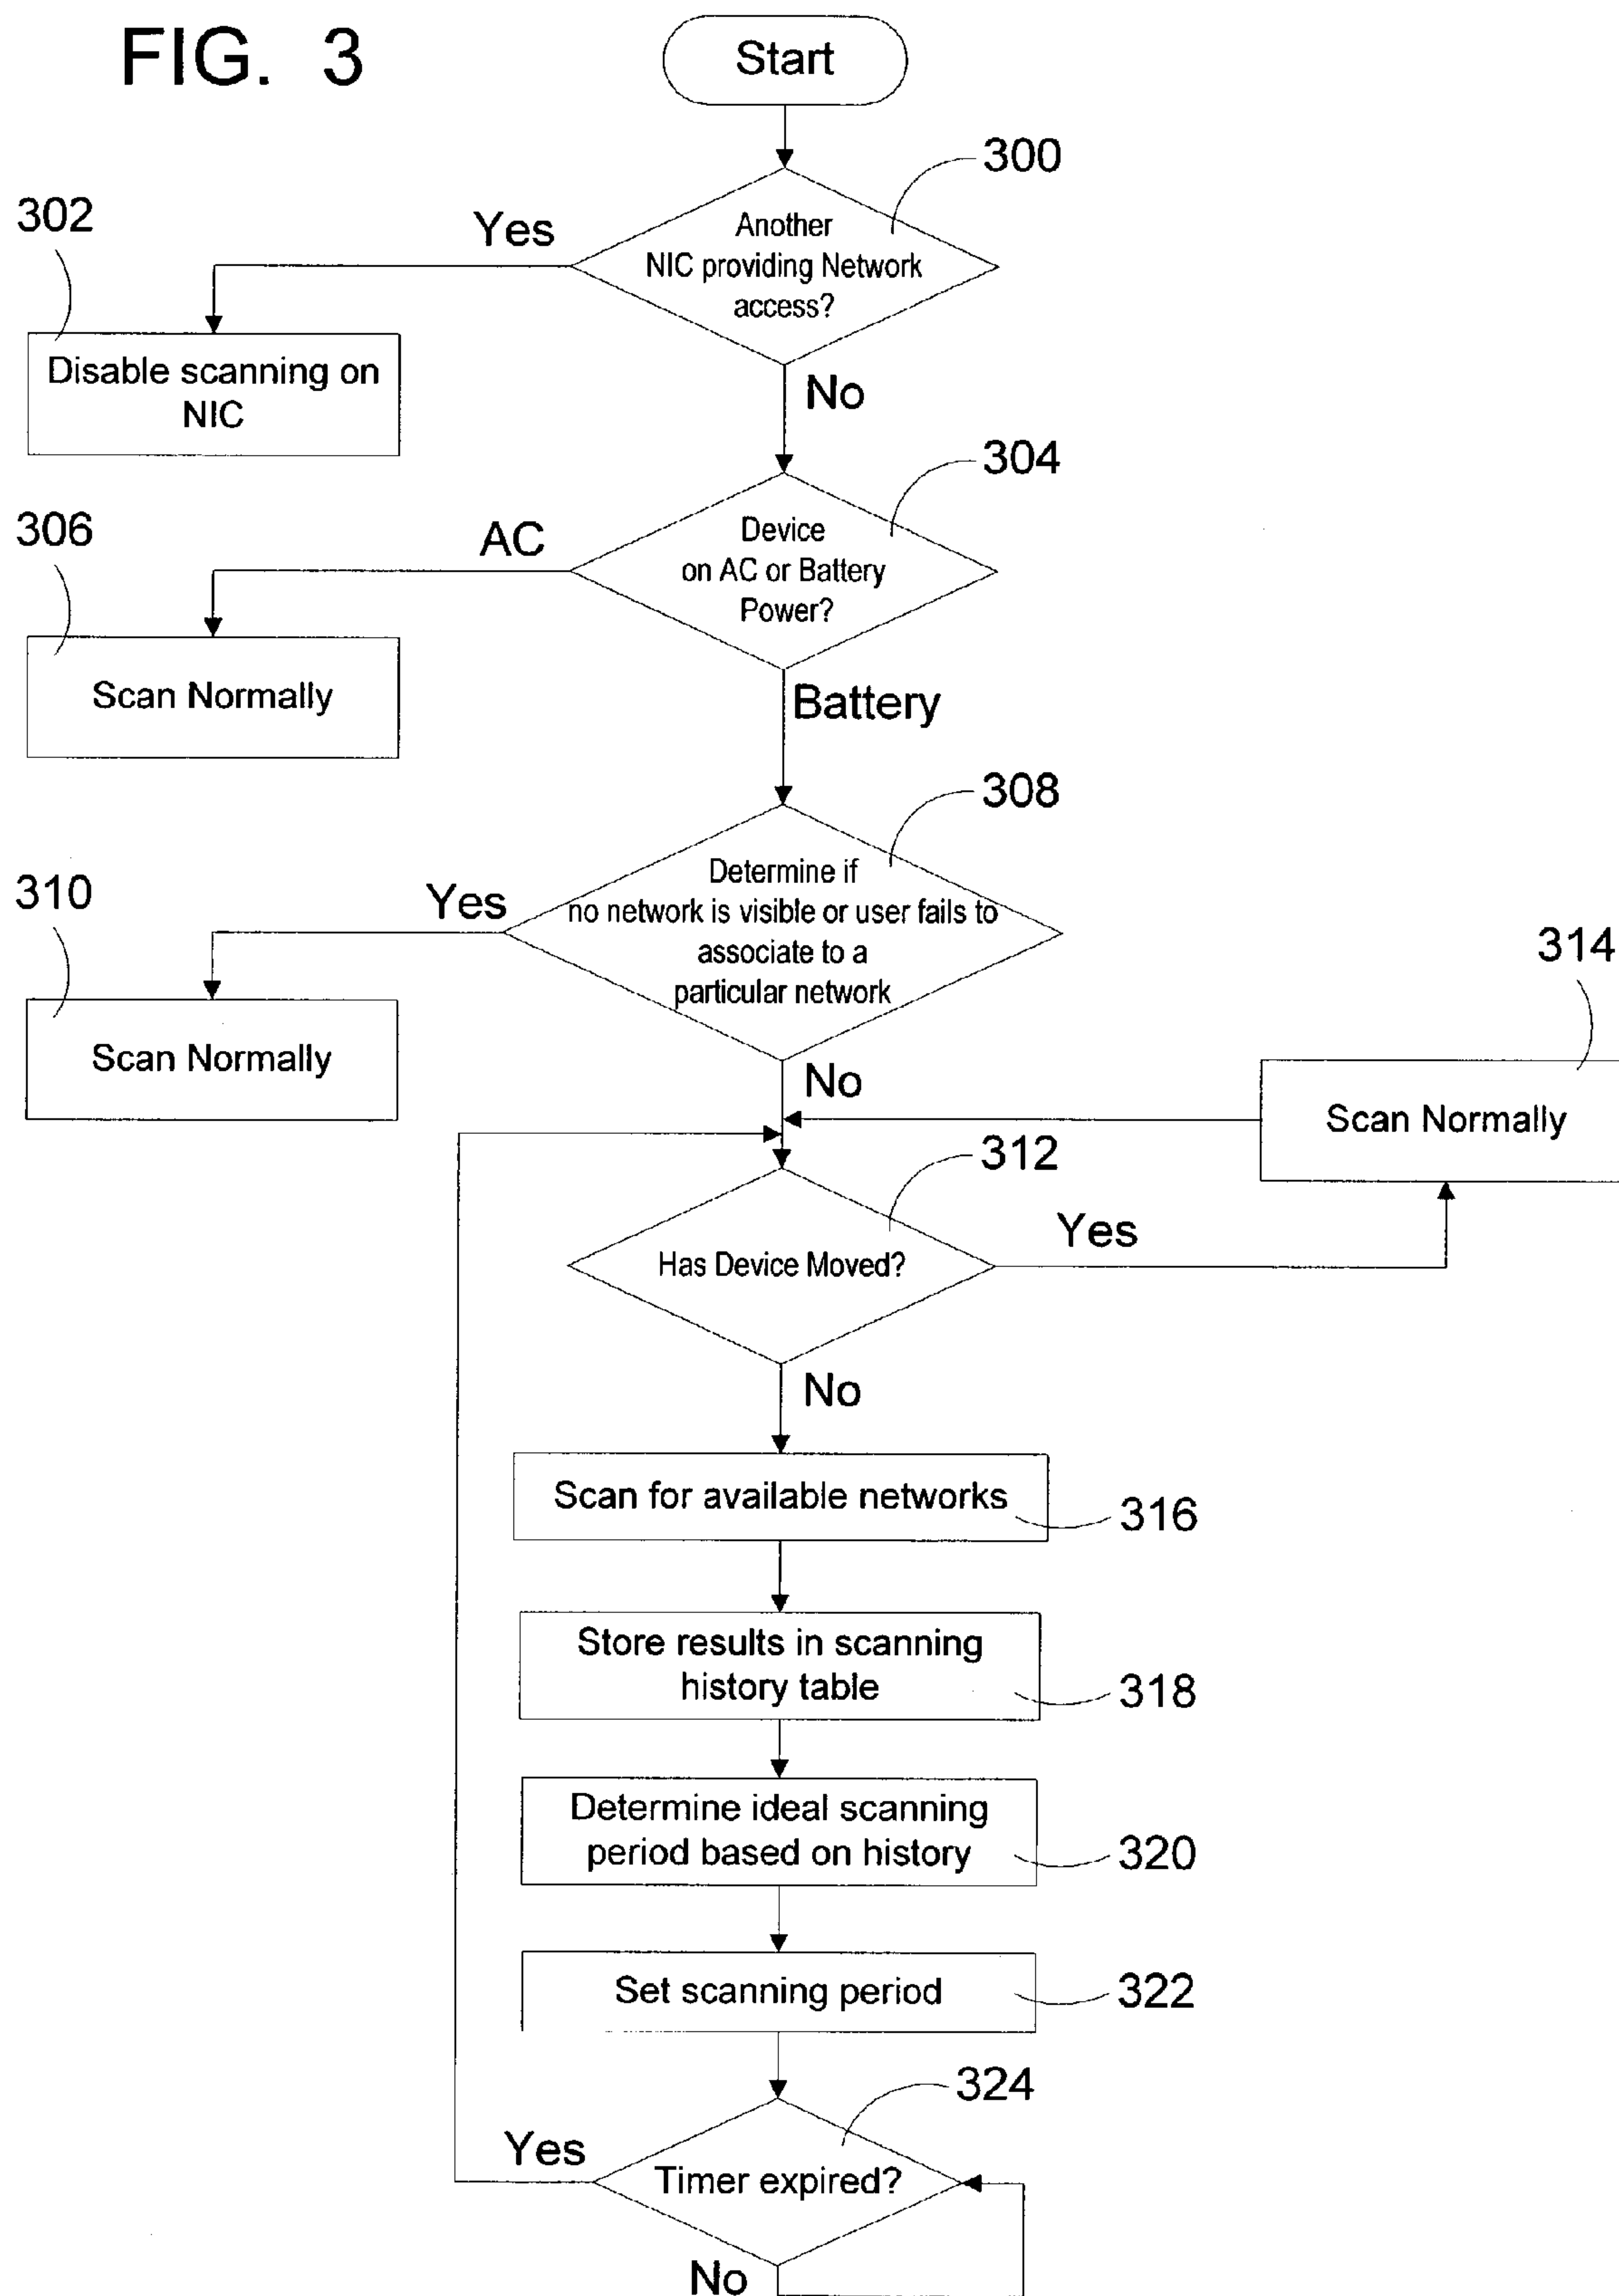 FIG. 3
Start
300
Another
NIC providing Network
access?
Yes
302
Disable scanning on
NIC
No
304
Device
on AC or Battery
Power?
AC
306
Scan Normally
Battery
308
Determine if
no network is visible or user fails to
associate to a
particular network
Yes
310
Scan Normally
No
314
Scan Normally
312
Has Device Moved?
Yes
No
Scan for available networks
316
Store results in scanning
history table
318
Determine ideal scanning
period based on history
320
Set scanning period
322
324
Timer expired?
Yes
No